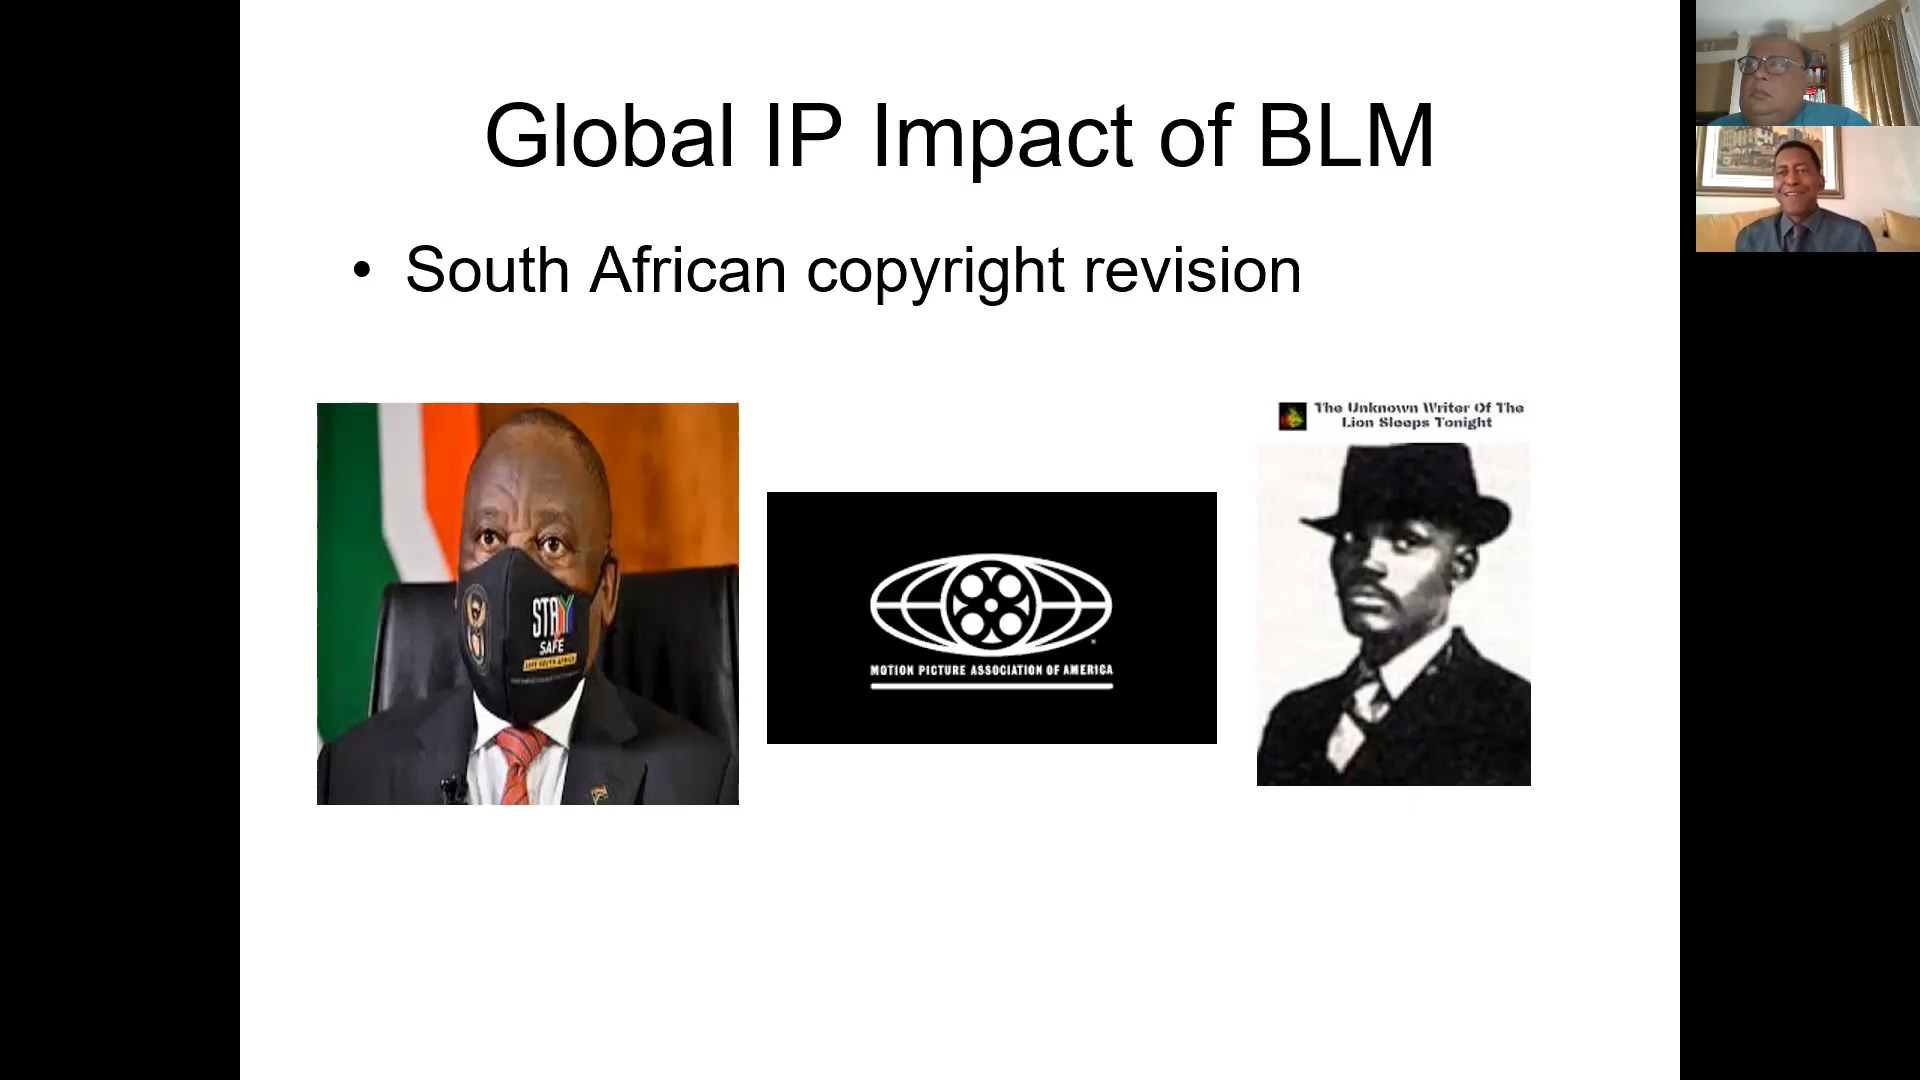 Global IP Impact of BLM
• South African copyright revision
The Unknown Writer Of The
Lion Sleeps Tonight
STAY
SAFE
MOTION PICTURE ASSOCIATION OF AMERICA